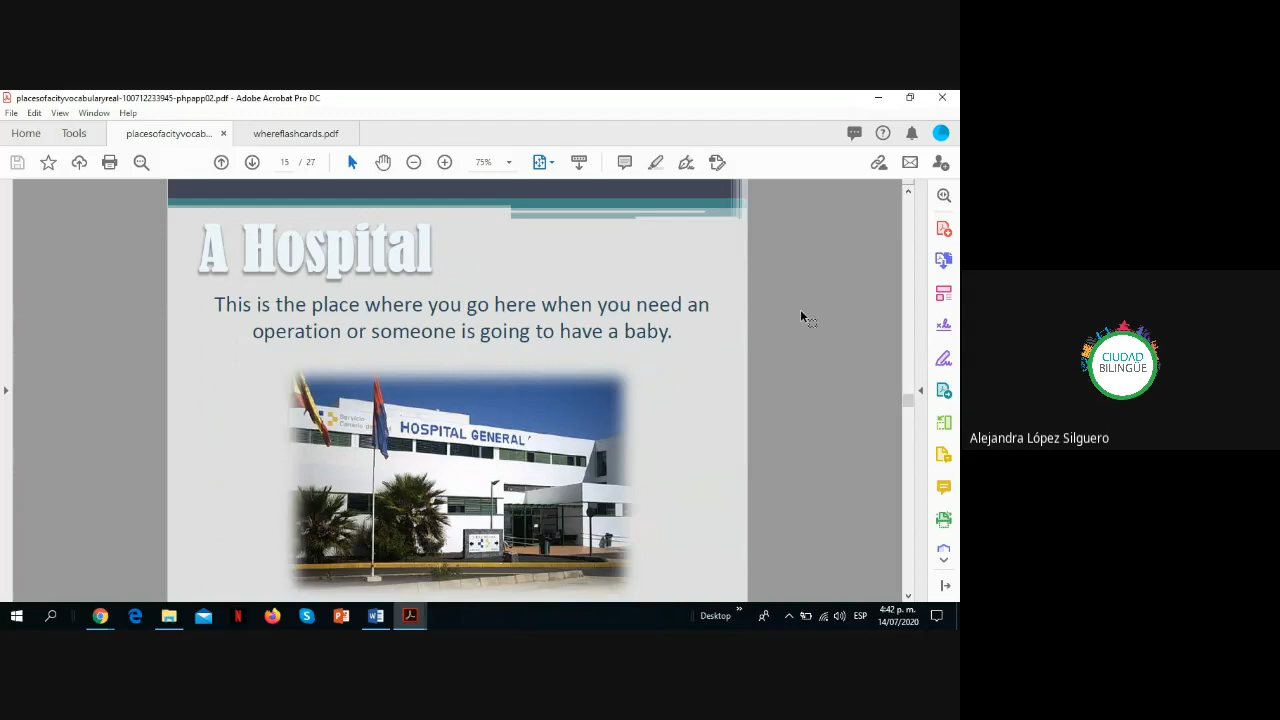 placesofacityvocabularyreal-100712233945-phpapp02.pdf - Adobe Acrobat Pro DC
File Edit View Window Help
Home Tools placesofacityvocab... × whereflashcards.pdf
15 / 27 75%
A Hospital
This is the place where you go here when you need an
operation or someone is going to have a baby.
Servicio
HOSPITAL GENERAL
CIUDAD
BILINGÜE
Alejandra López Silguero
Desktop
ESP
4:42 p. m.
14/07/2020